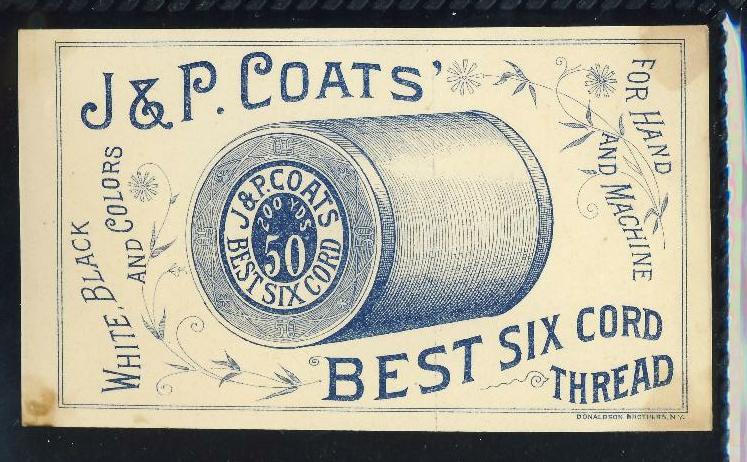 J&P. COATS'
FOR HAND
AND MACHINE
WHITE, BLACK
AND COLORS
J&P. COATS
200 YDS
50
BEST SIX CORD
50
BEST SIX CORD
THREAD
DONALDSON BROTHERS, N.Y.